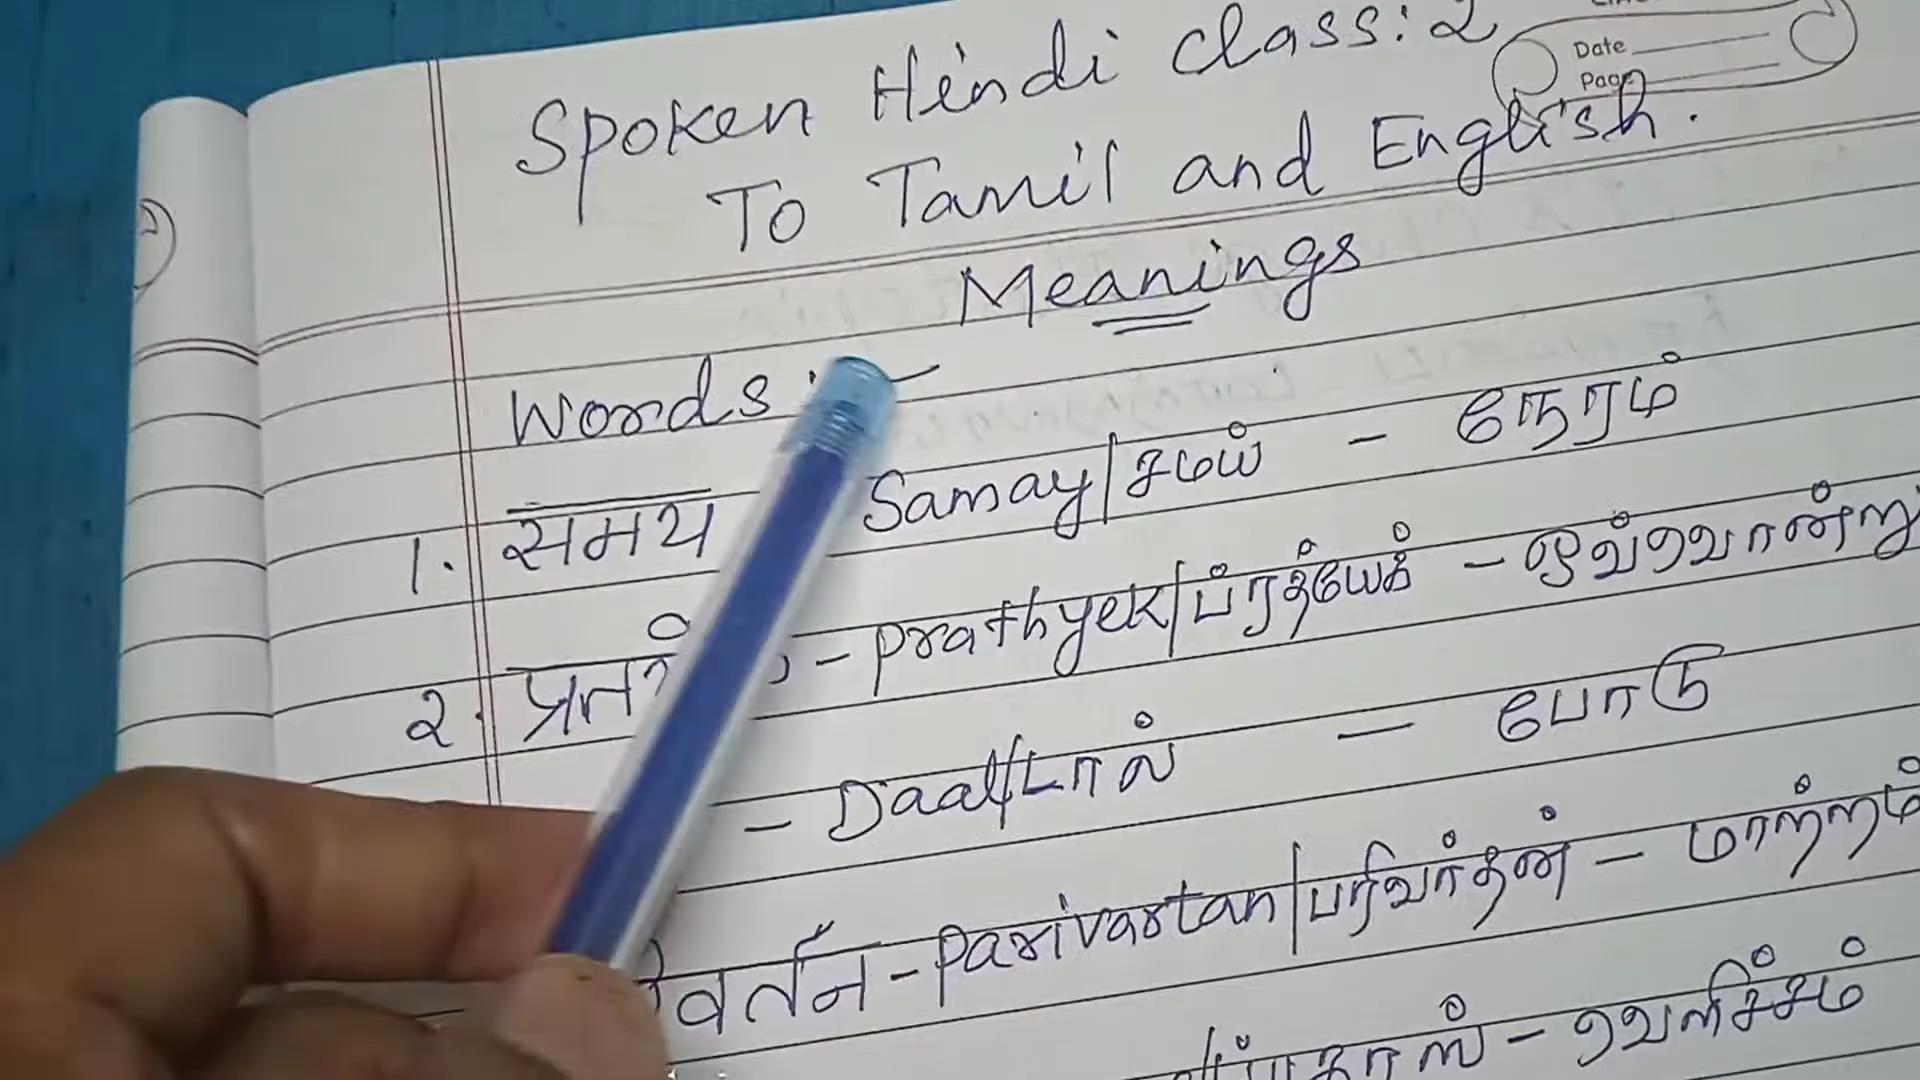 Spoken Hindi Class: 2
Date
Page
To Tamil and English.
Meanings
Words :-
1. समय Samay/சமய் - நேரம்
2. - Prathyek/ப்ரத்யேக் - ஒவ்வொன்று
- Daal/டால் - போடு
- Parivartan/பரிவர்தன் - மாற்றம்
- வெளிச்சம்